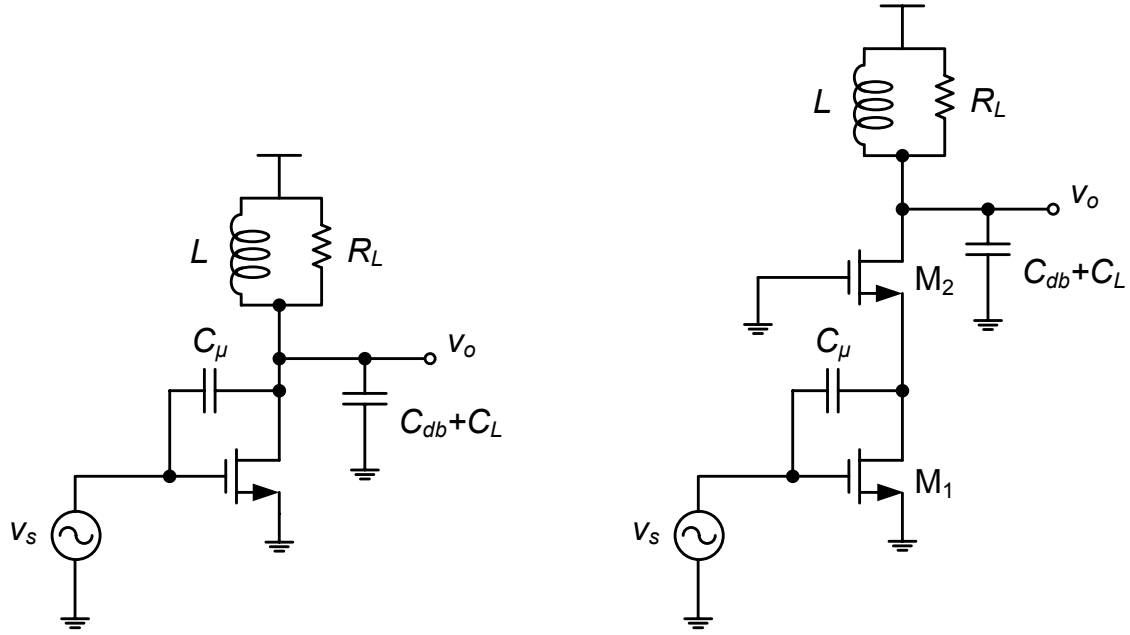 L
R_L
C_μ
v_o
C_db+C_L
v_s
L
R_L
v_o
M_2
C_db+C_L
C_μ
M_1
v_s